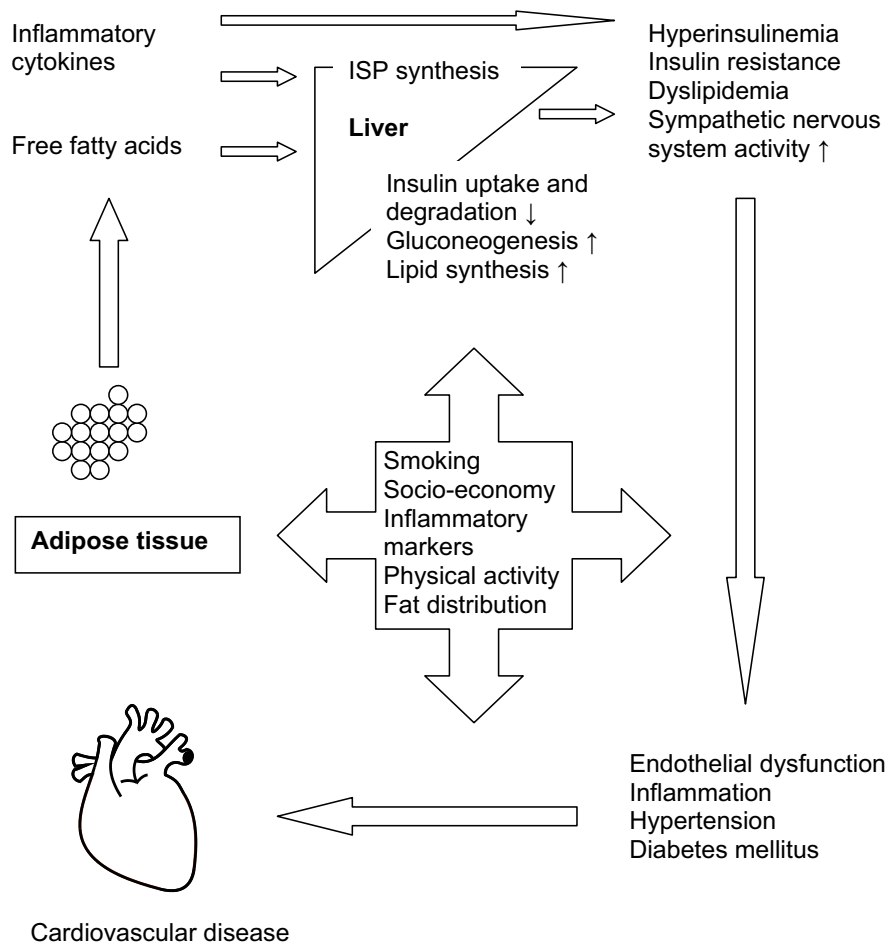 Inflammatory
cytokines
Free fatty acids
ISP synthesis
Liver
Insulin uptake and
degradation ↓
Gluconeogenesis ↑
Lipid synthesis ↑
Hyperinsulinemia
Insulin resistance
Dyslipidemia
Sympathetic nervous
system activity ↑
Adipose tissue
Smoking
Socio-economy
Inflammatory
markers
Physical activity
Fat distribution
Endothelial dysfunction
Inflammation
Hypertension
Diabetes mellitus
Cardiovascular disease